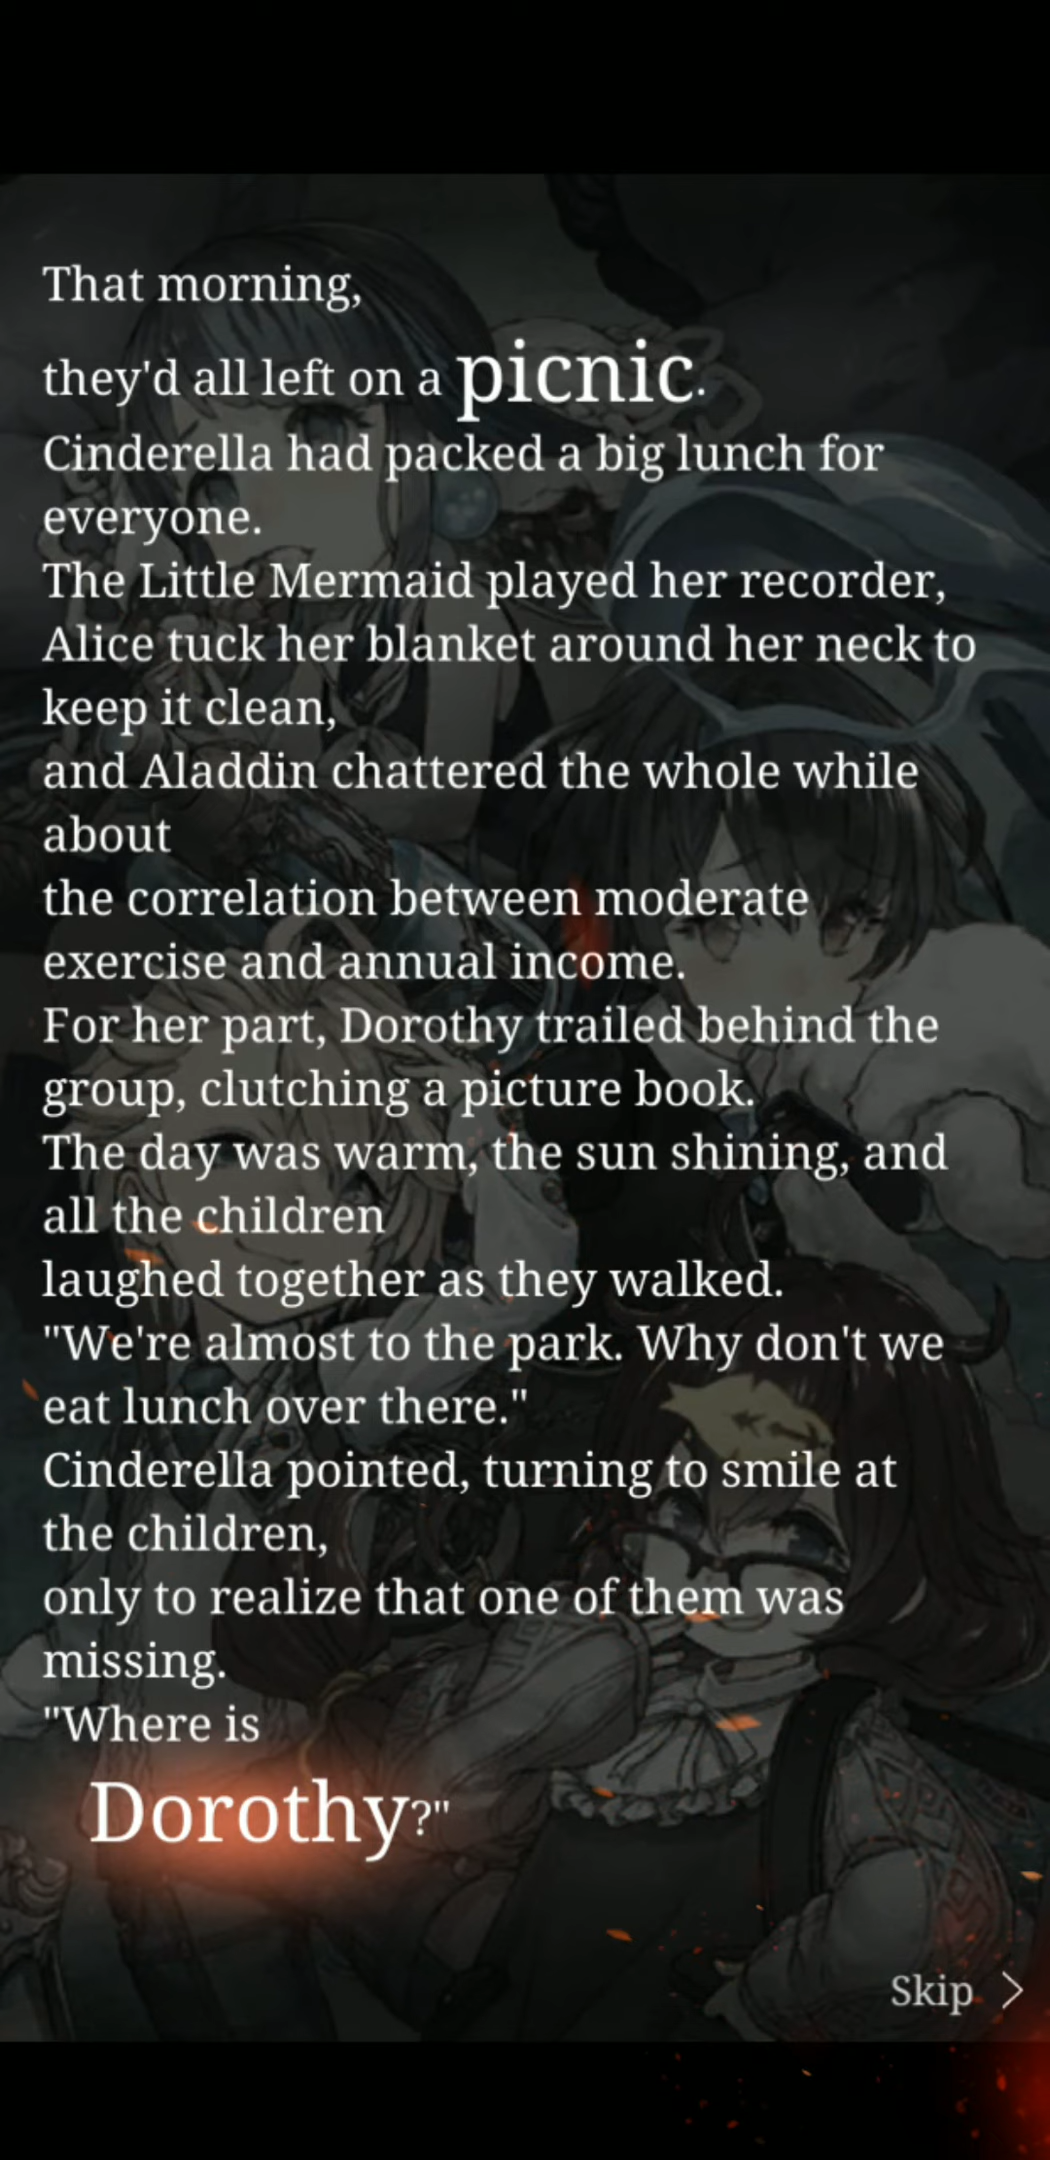 That morning,
they'd all left on a picnic.
Cinderella had packed a big lunch for
everyone.
The Little Mermaid played her recorder,
Alice tuck her blanket around her neck to
keep it clean,
and Aladdin chattered the whole while
about
the correlation between moderate
exercise and annual income.
For her part, Dorothy trailed behind the
group, clutching a picture book.
The day was warm, the sun shining, and
all the children
laughed together as they walked.
"We're almost to the park. Why don't we
eat lunch over there."
Cinderella pointed, turning to smile at
the children,
only to realize that one of them was
missing.
"Where is
Dorothy?"
Skip >